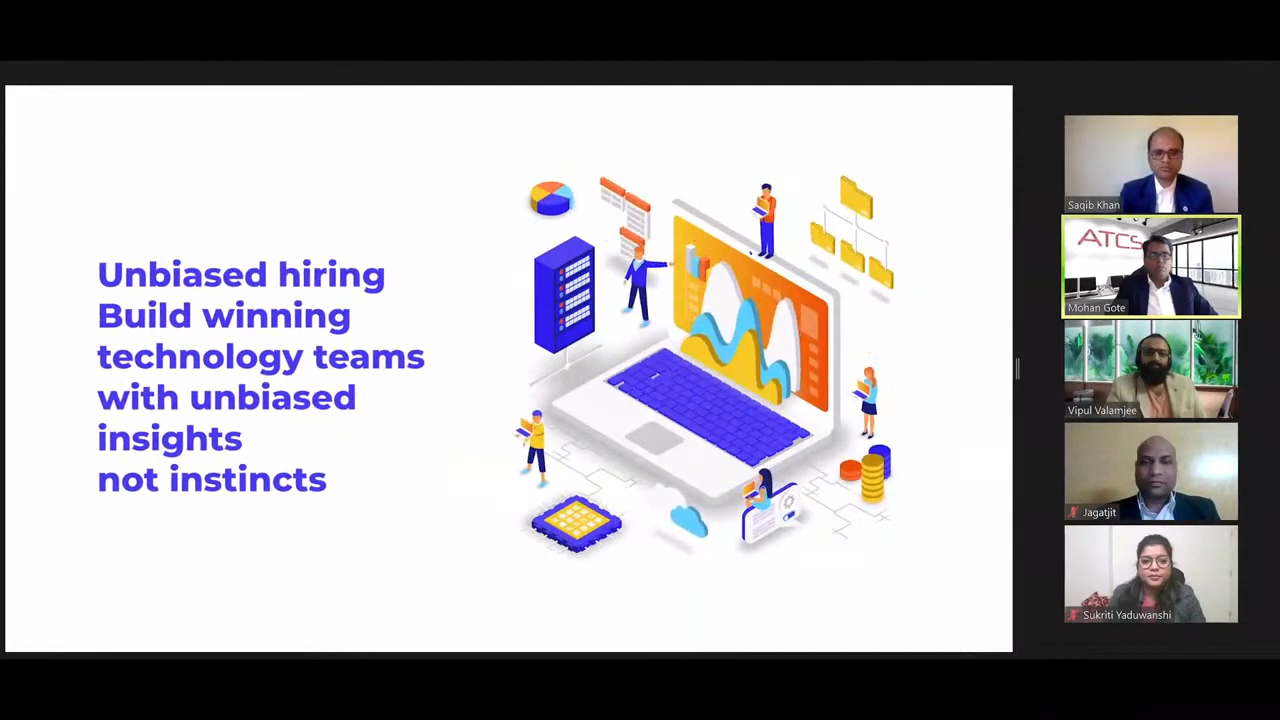 Unbiased hiring
Build winning
technology teams
with unbiased
insights
not instincts
Saqib Khan
ATCS
Mohan Gote
Vipul Valamjee
Jagatjit
Sukriti Yaduwanshi